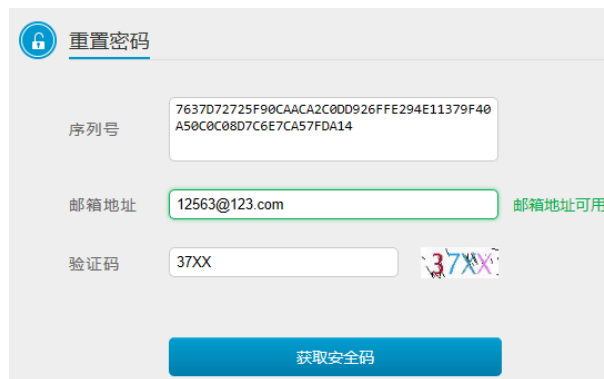 重置密码
序列号
7637D72725F90CAACA2C0DD926FFE294E11379F40
A50C0C08D7C6E7CA57FDA14
邮箱地址 12563@123.com 邮箱地址可用
验证码 37XX 37XX
获取安全码